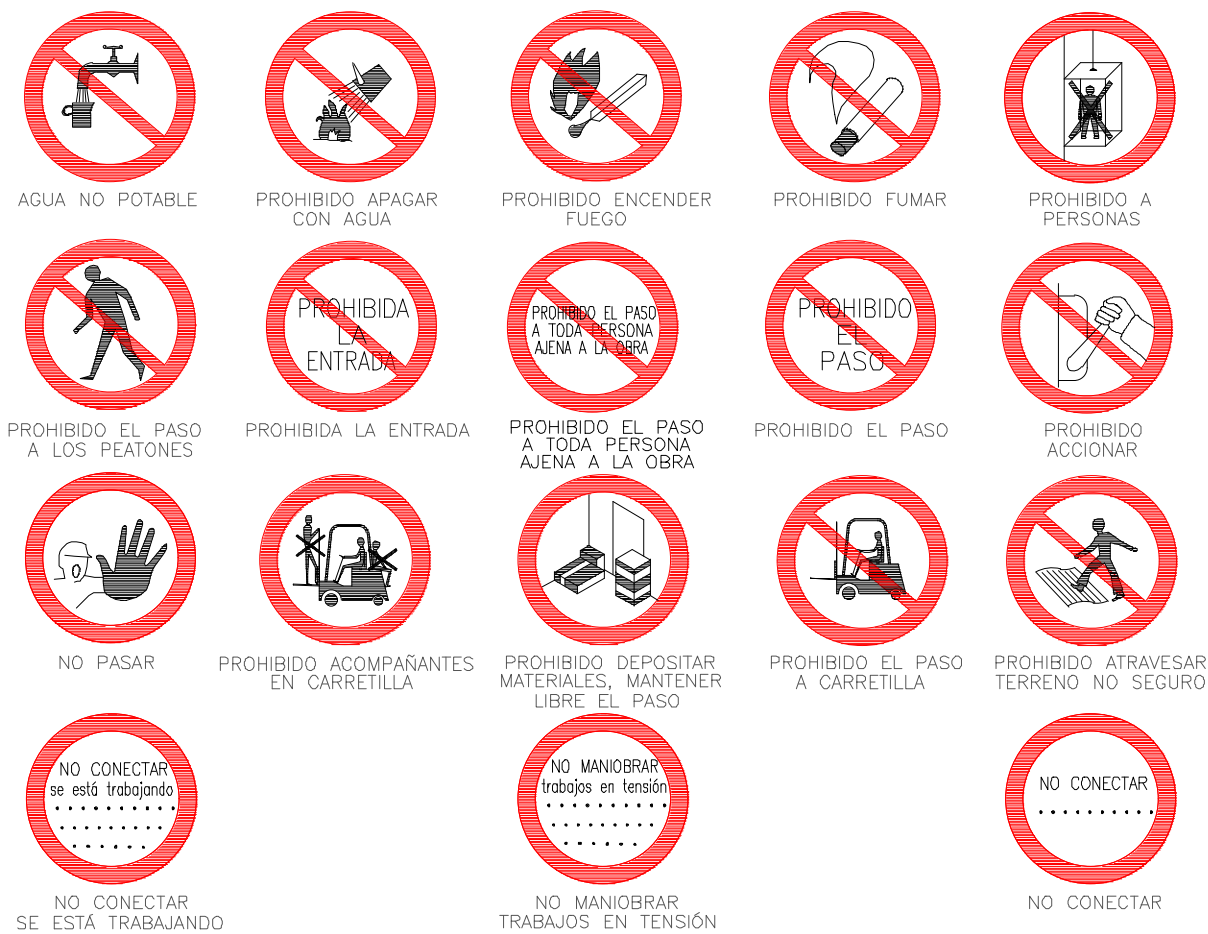 AGUA NO POTABLE
PROHIBIDO APAGAR
CON AGUA
PROHIBIDO ENCENDER
FUEGO
PROHIBIDO FUMAR
PROHIBIDO A
PERSONAS
PROHIBIDO EL PASO
A LOS PEATONES
PROHIBIDA
LA
ENTRADA
PROHIBIDA LA ENTRADA
PROHIBIDO EL PASO
A TODA PERSONA
AJENA A LA OBRA
PROHIBIDO EL PASO
A TODA PERSONA
AJENA A LA OBRA
PROHIBIDO
EL
PASO
PROHIBIDO EL PASO
PROHIBIDO
ACCIONAR
NO PASAR
PROHIBIDO ACOMPAÑANTES
EN CARRETILLA
PROHIBIDO DEPOSITAR
MATERIALES, MANTENER
LIBRE EL PASO
PROHIBIDO EL PASO
A CARRETILLA
PROHIBIDO ATRAVESAR
TERRENO NO SEGURO
NO CONECTAR
se está trabajando
NO CONECTAR
SE ESTÁ TRABAJANDO
NO MANIOBRAR
trabajos en tensión
NO MANIOBRAR
TRABAJOS EN TENSIÓN
NO CONECTAR
NO CONECTAR